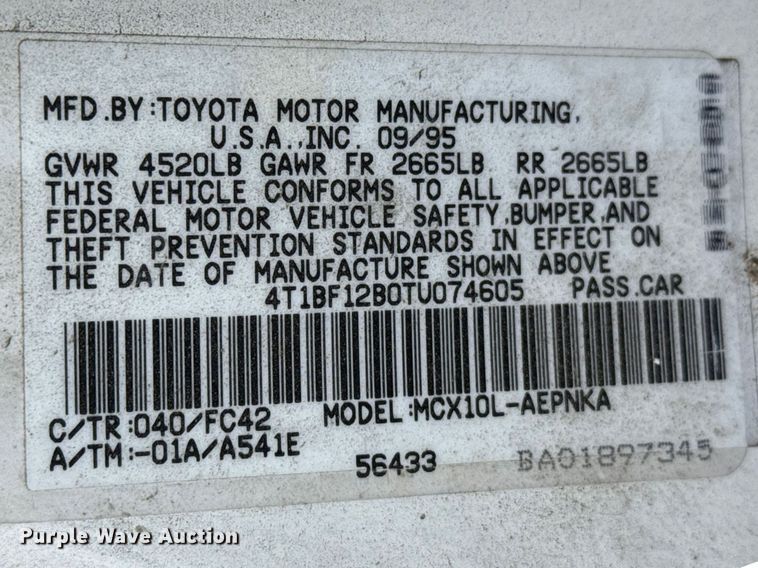 MFD.BY:TOYOTA MOTOR MANUFACTURING,
U.S.A.,INC. 09/95
GVWR 4520LB GAWR FR 2665LB RR 2665LB
THIS VEHICLE CONFORMS TO ALL APPLICABLE
FEDERAL MOTOR VEHICLE SAFETY,BUMPER,AND
THEFT PREVENTION STANDARDS IN EFFECT ON
THE DATE OF MANUFACTURE SHOWN ABOVE
4T1BF12B0TU074605 PASS.CAR
C/TR:040/FC42 MODEL:MCX10L-AEPNKA
A/TM:-01A/A541E
56433 BA01897345
Purple Wave Auction